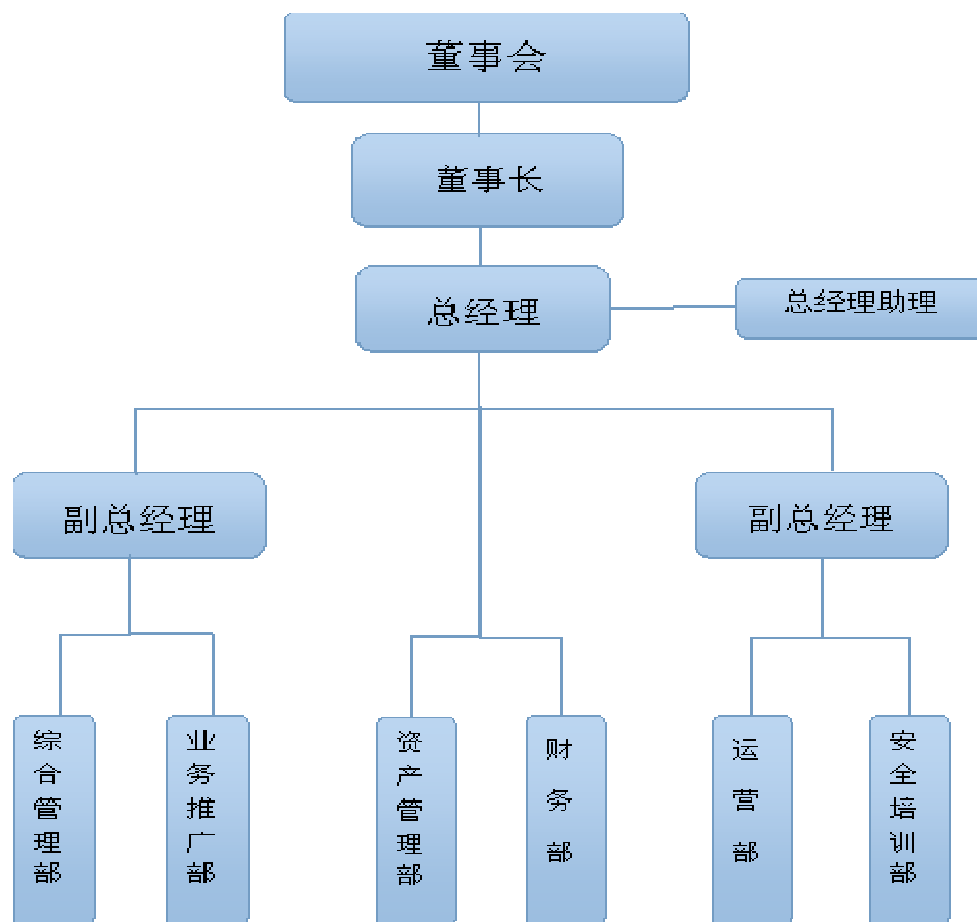 董事会
董事长
总经理
总经理助理
副总经理
副总经理
综合管理部
业务推广部
资产管理部
财务部
运营部
安全培训部